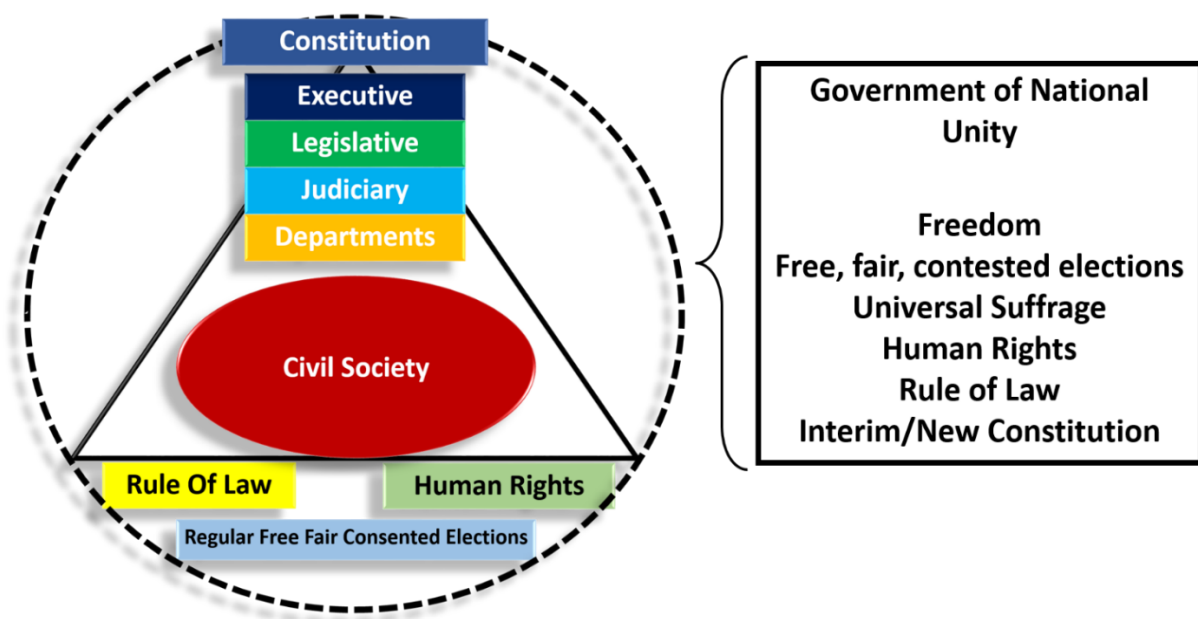 Constitution
Executive
Legislative
Judiciary
Departments
Civil Society
Rule Of Law
Human Rights
Regular Free Fair Consented Elections
Government of National
Unity
Freedom
Free, fair, contested elections
Universal Suffrage
Human Rights
Rule of Law
Interim/New Constitution